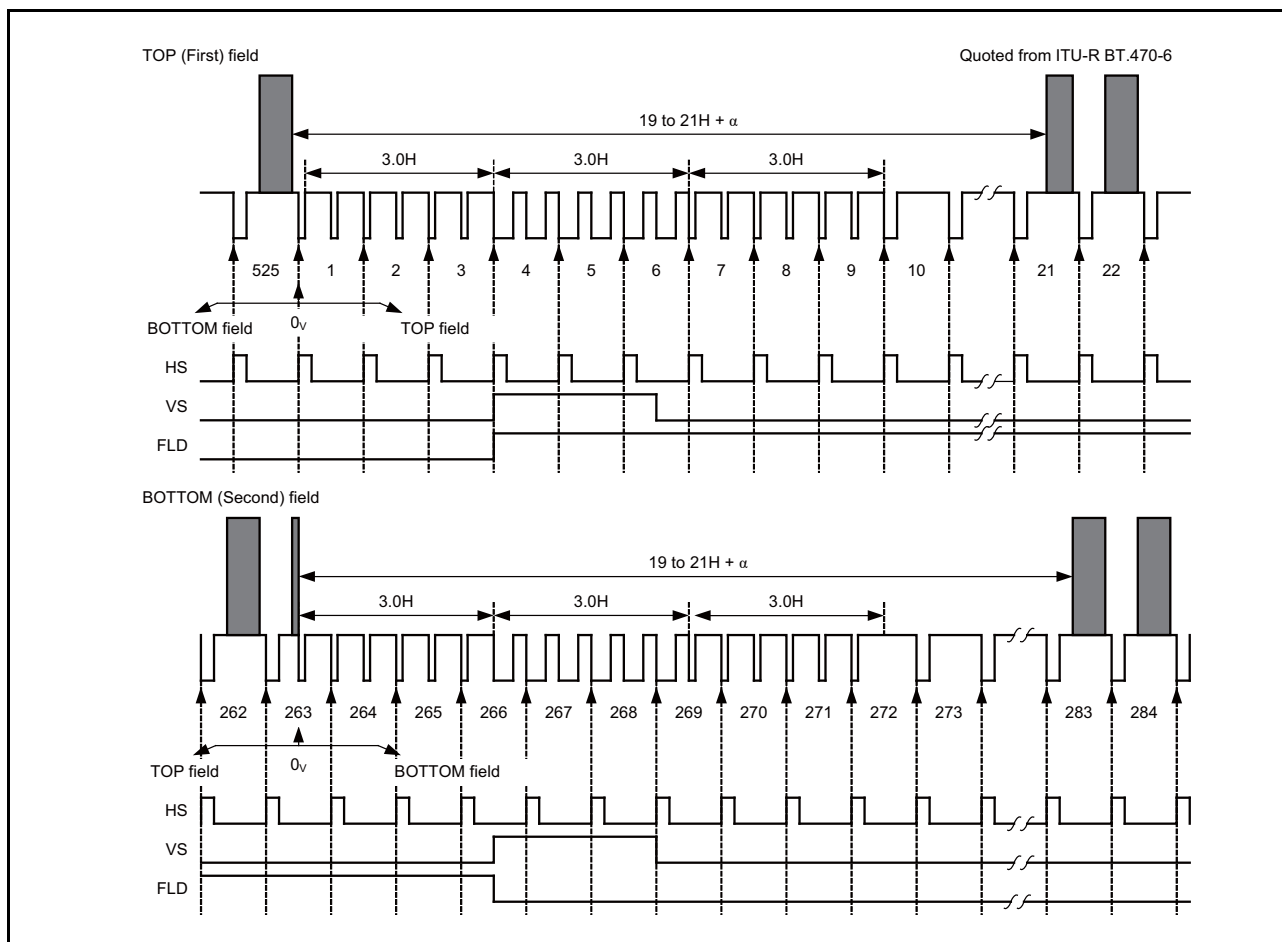 TOP (First) field Quoted from ITU-R BT.470-6
19 to 21H + α
3.0H 3.0H 3.0H
525 1 2 3 4 5 6 7 8 9 10 21 22
BOTTOM field 0V TOP field
HS
VS
FLD
BOTTOM (Second) field
19 to 21H + α
3.0H 3.0H 3.0H
262 263 264 265 266 267 268 269 270 271 272 273 283 284
TOP field 0V BOTTOM field
HS
VS
FLD